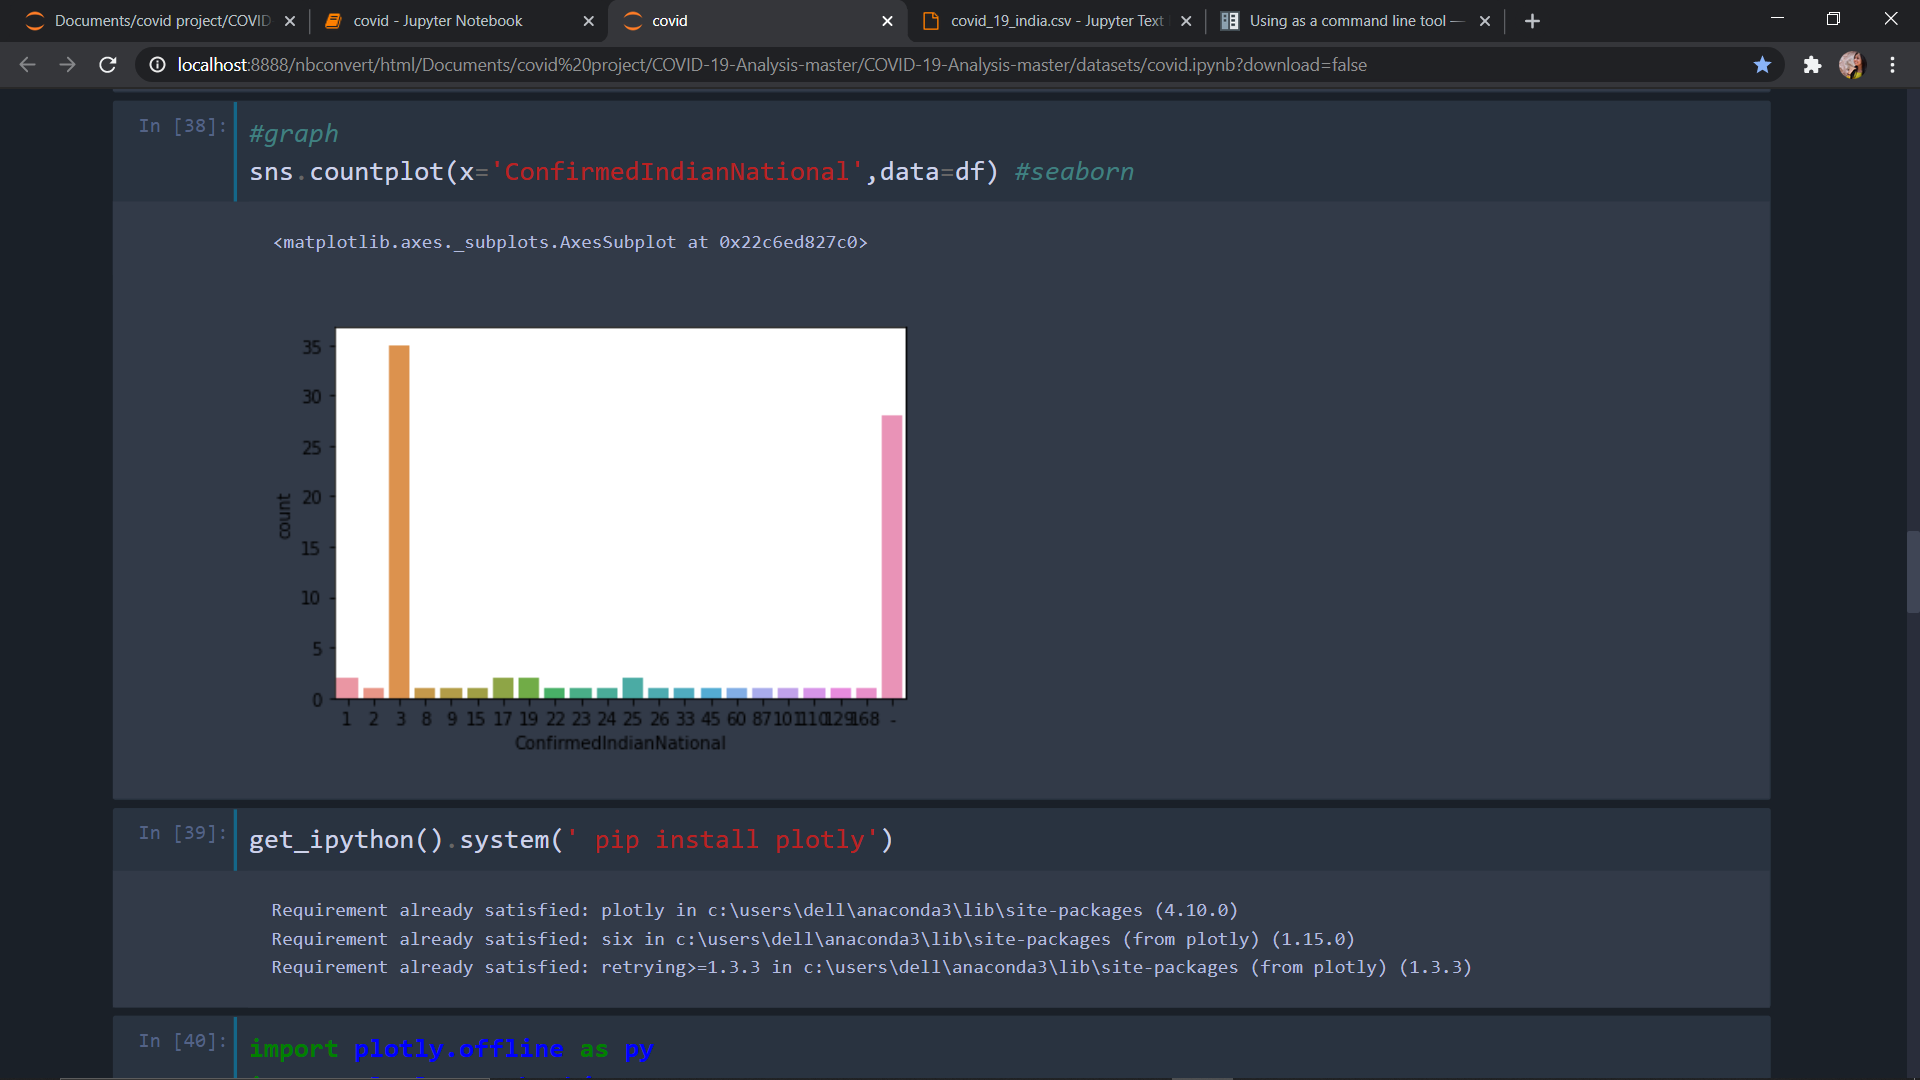 Documents/covid project/COVID
covid - Jupyter Notebook
covid
covid_19_india.csv - Jupyter Text
Using as a command line tool —
localhost:8888/nbconvert/html/Documents/covid%20project/COVID-19-Analysis-master/COVID-19-Analysis-master/datasets/covid.ipynb?download=false
In [38]:
#graph
sns.countplot(x='ConfirmedIndianNational',data=df) #seaborn
<matplotlib.axes._subplots.AxesSubplot at 0x22c6ed827c0>
35
30
25
20
15
10
5
0
count
1 2 3 8 9 15 17 19 22 23 24 25 26 33 45 60 87 101 110 129 168 -
ConfirmedIndianNational
In [39]:
get_ipython().system(' pip install plotly')
Requirement already satisfied: plotly in c:\users\dell\anaconda3\lib\site-packages (4.10.0)
Requirement already satisfied: six in c:\users\dell\anaconda3\lib\site-packages (from plotly) (1.15.0)
Requirement already satisfied: retrying>=1.3.3 in c:\users\dell\anaconda3\lib\site-packages (from plotly) (1.3.3)
In [40]:
import plotly.offline as py